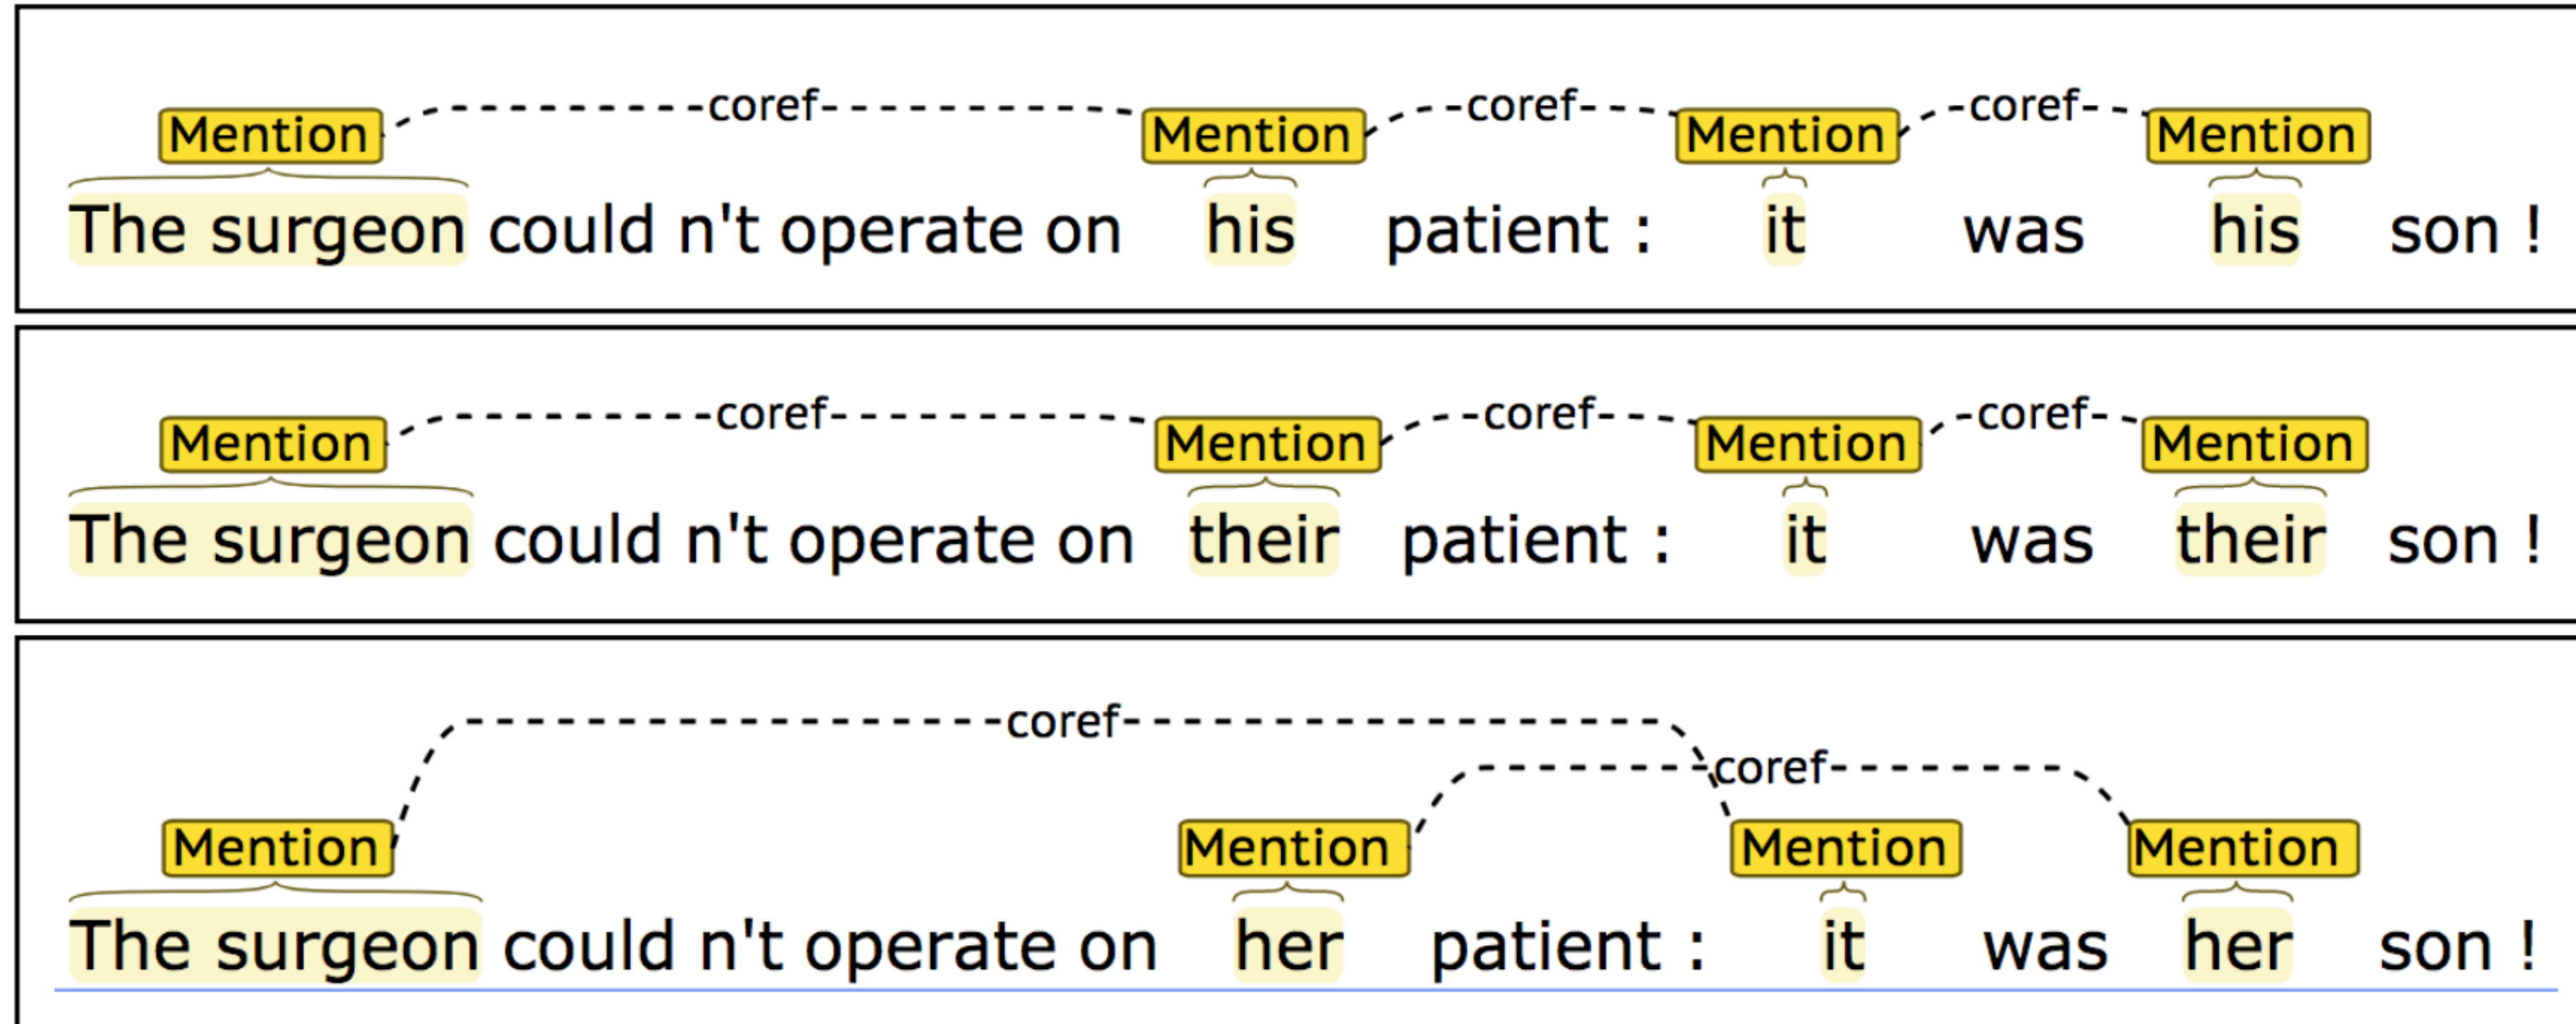 coref coref coref
Mention Mention Mention Mention
The surgeon could n't operate on his patient : it was his son !
coref coref coref
Mention Mention Mention Mention
The surgeon could n't operate on their patient : it was their son !
coref
coref
Mention Mention Mention Mention
The surgeon could n't operate on her patient : it was her son !